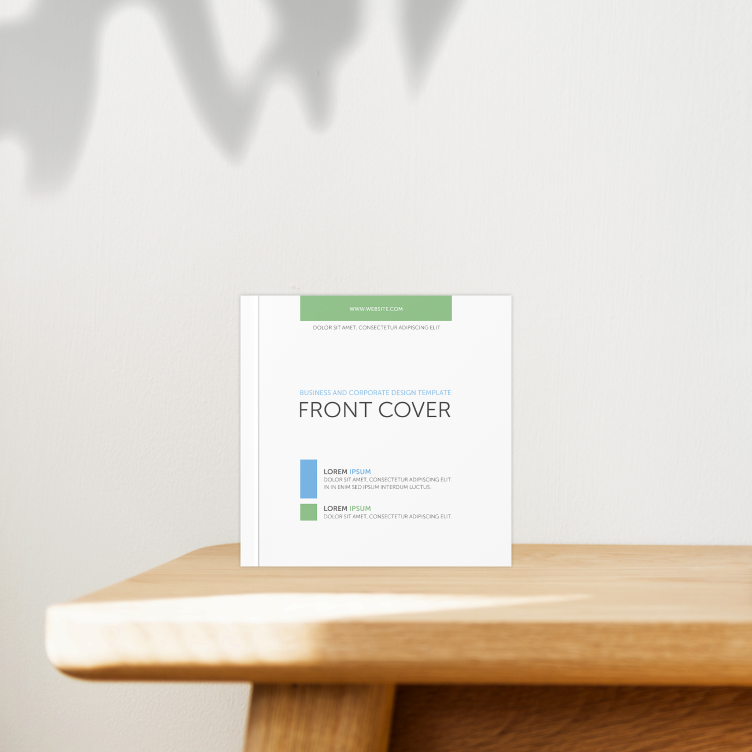 WWW.WEBSITE.COM
DOLOR SIT AMET, CONSECTETUR ADIPISCING ELIT
BUSINESS AND CORPORATE DESIGN TEMPLATE
FRONT COVER
LOREM IPSUM
DOLOR SIT AMET, CONSECTETUR ADIPISCING ELIT.
IN IN ENIM SED IPSUM INTERDUM LUCTUS.
LOREM IPSUM
DOLOR SIT AMET, CONSECTETUR ADIPISCING ELIT.